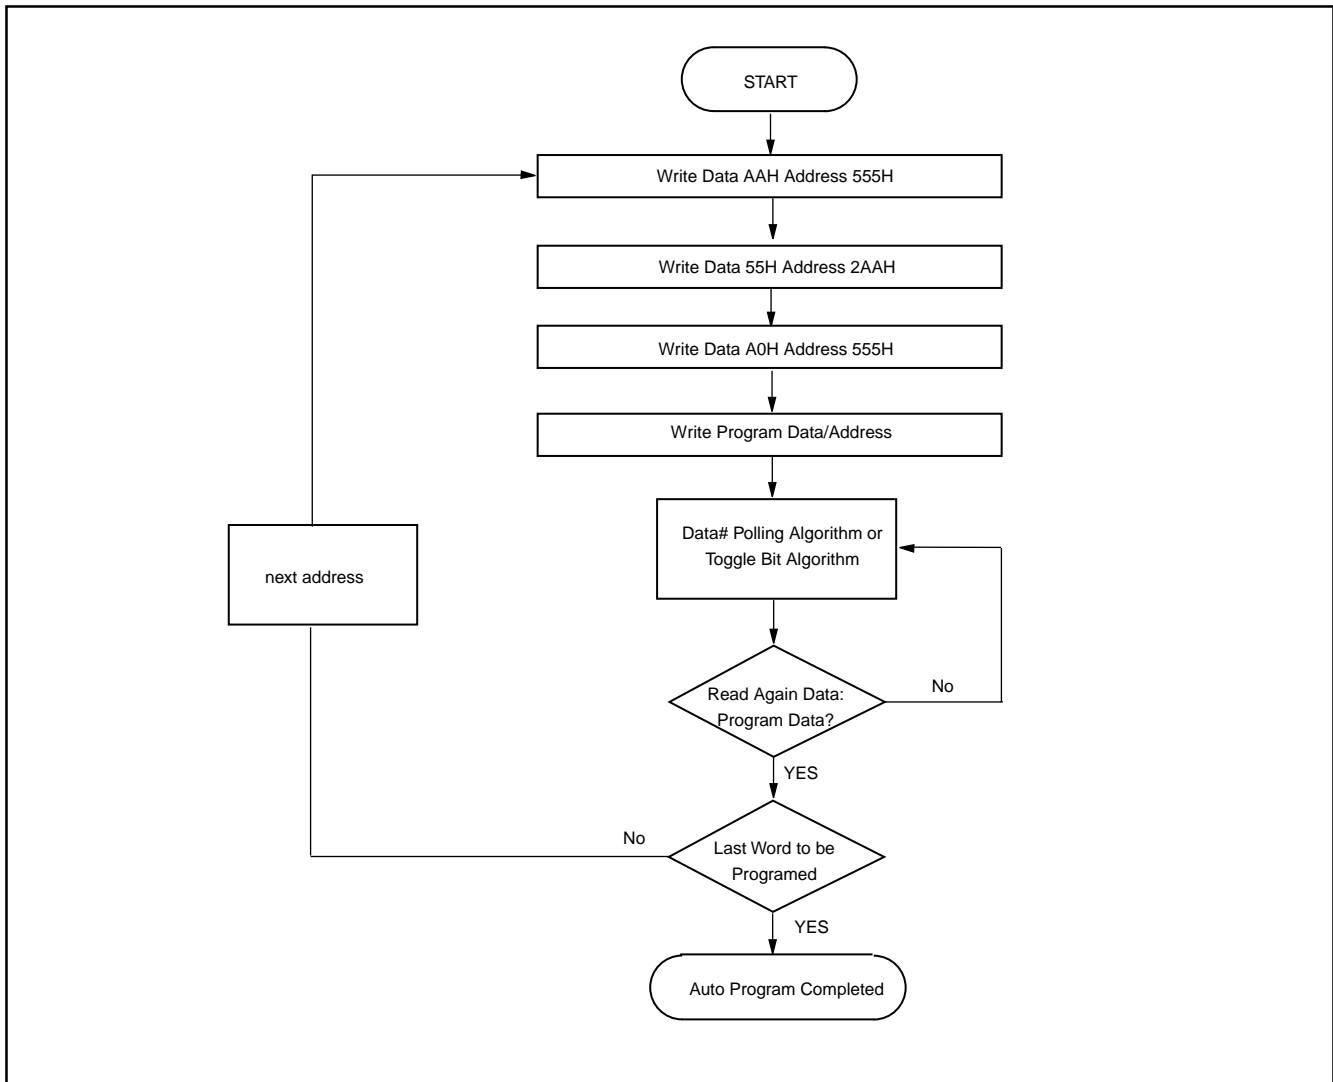 START
Write Data AAH Address 555H
Write Data 55H Address 2AAH
Write Data A0H Address 555H
Write Program Data/Address
Data# Polling Algorithm or
Toggle Bit Algorithm
next address
Read Again Data:
Program Data?
No
YES
No
Last Word to be
Programed
YES
Auto Program Completed